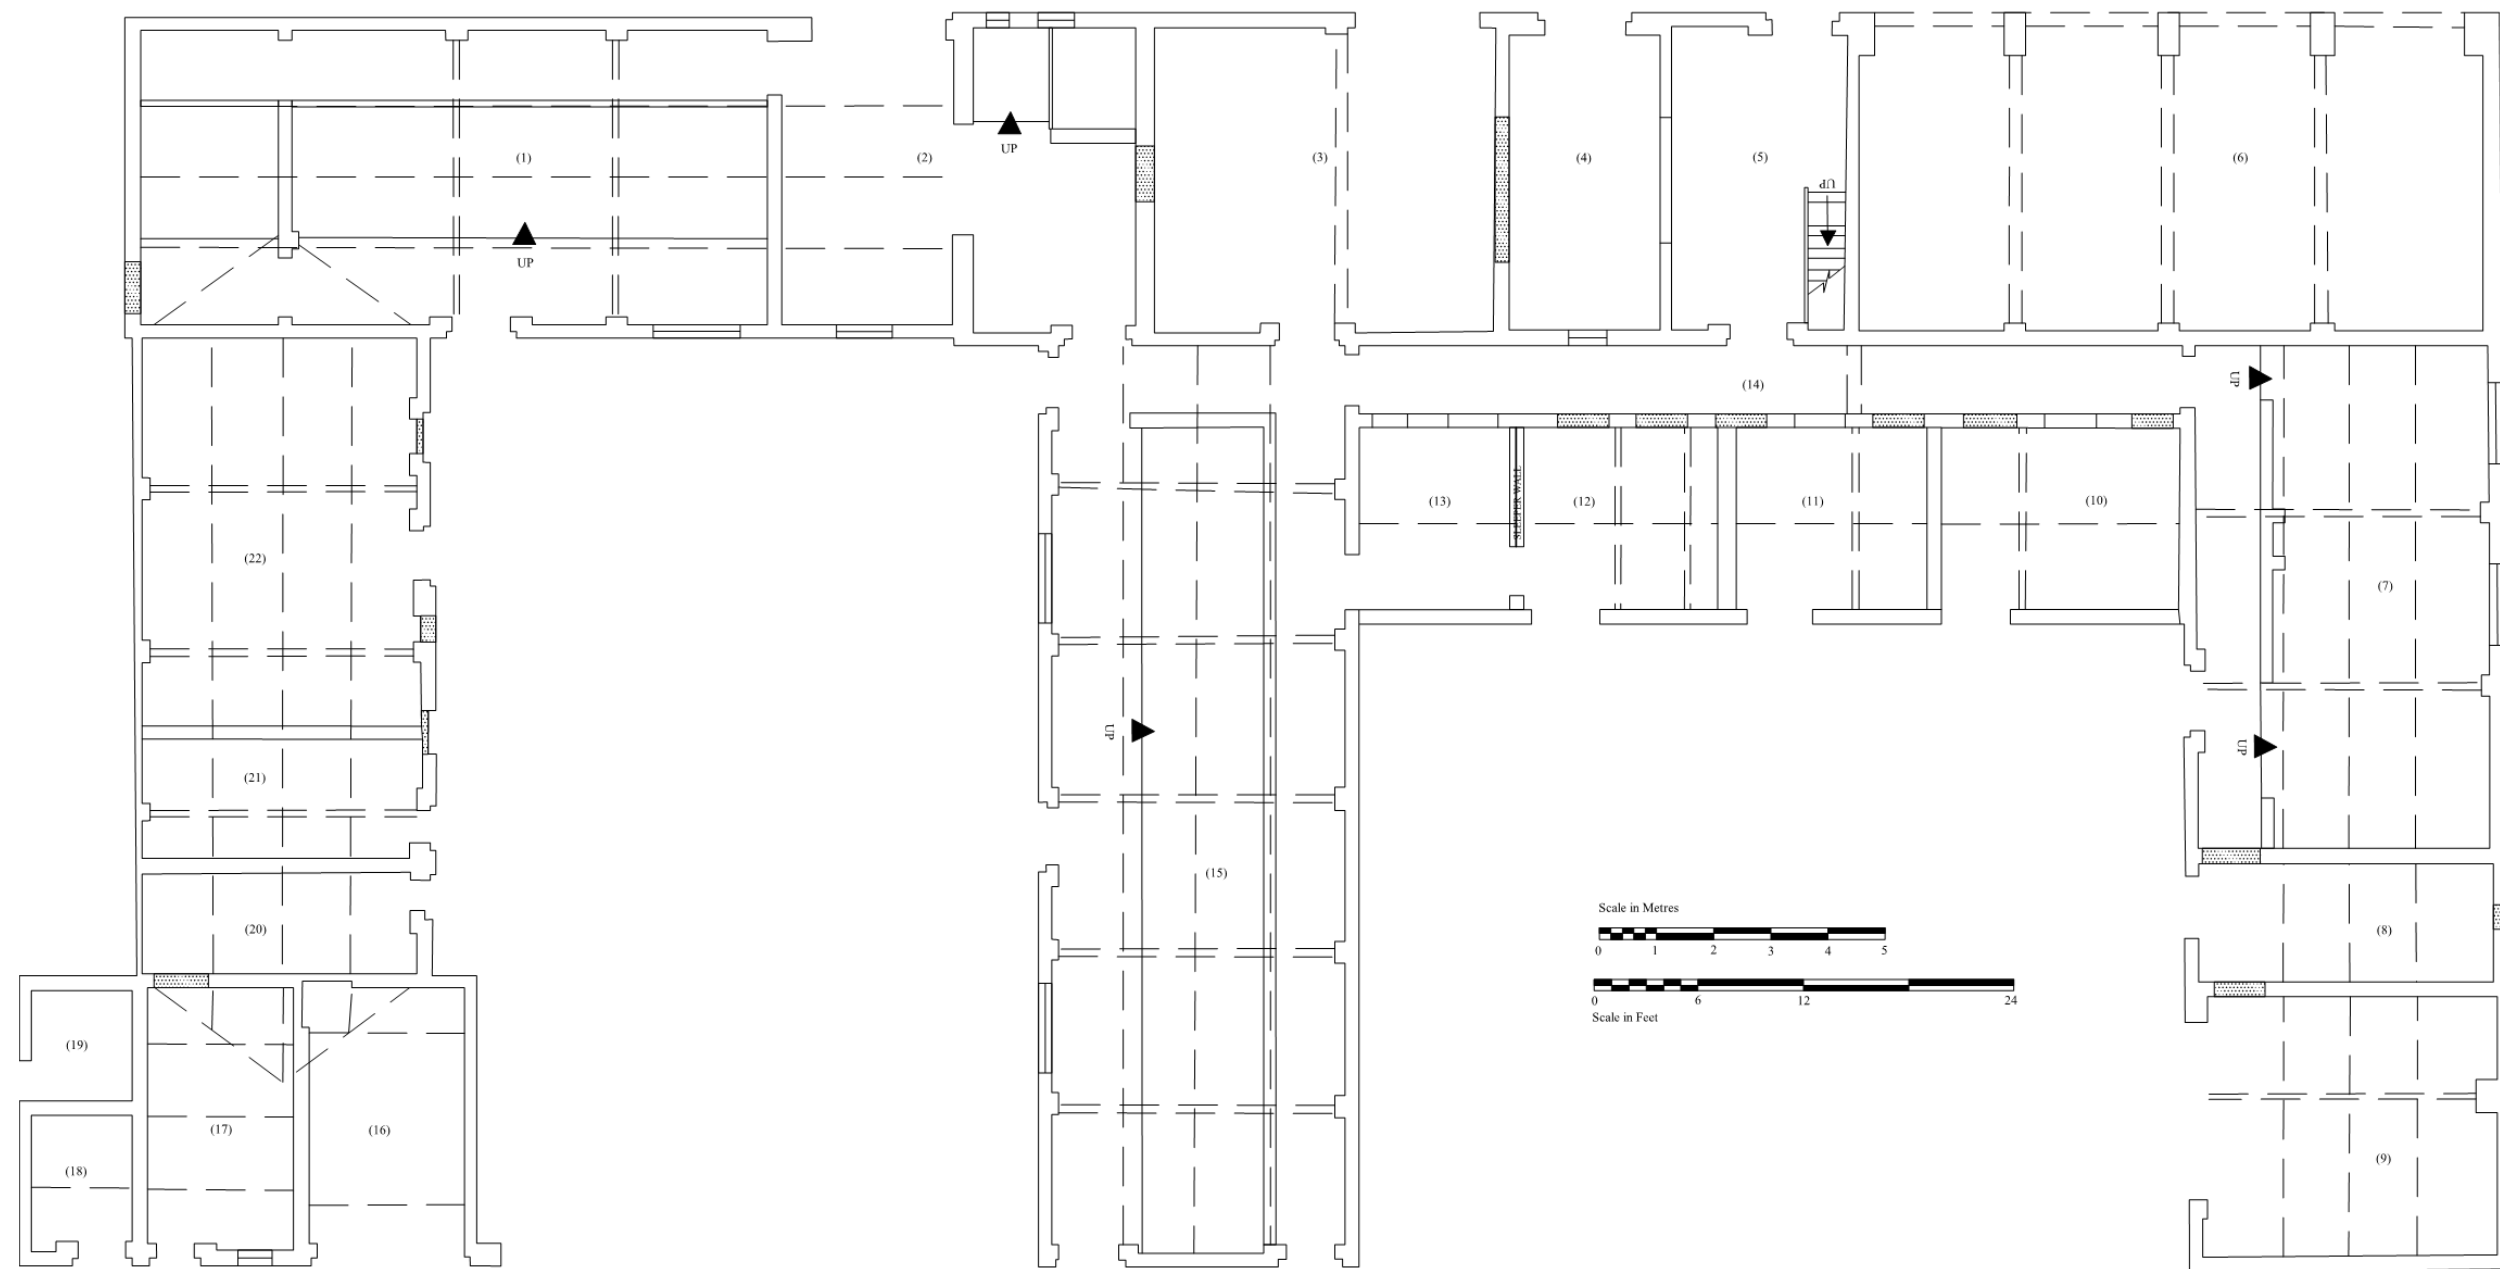 (1)
(2)
(3)
(4)
(5)
(6)
UP
UP
UP
UP
(14)
(13)
SLEEPER WALL
(12)
(11)
(10)
(7)
(22)
UP
UP
(21)
(15)
(20)
Scale in Metres
0 1 2 3 4 5
0 6 12 24
Scale in Feet
(8)
(19)
(17)
(16)
(18)
(9)